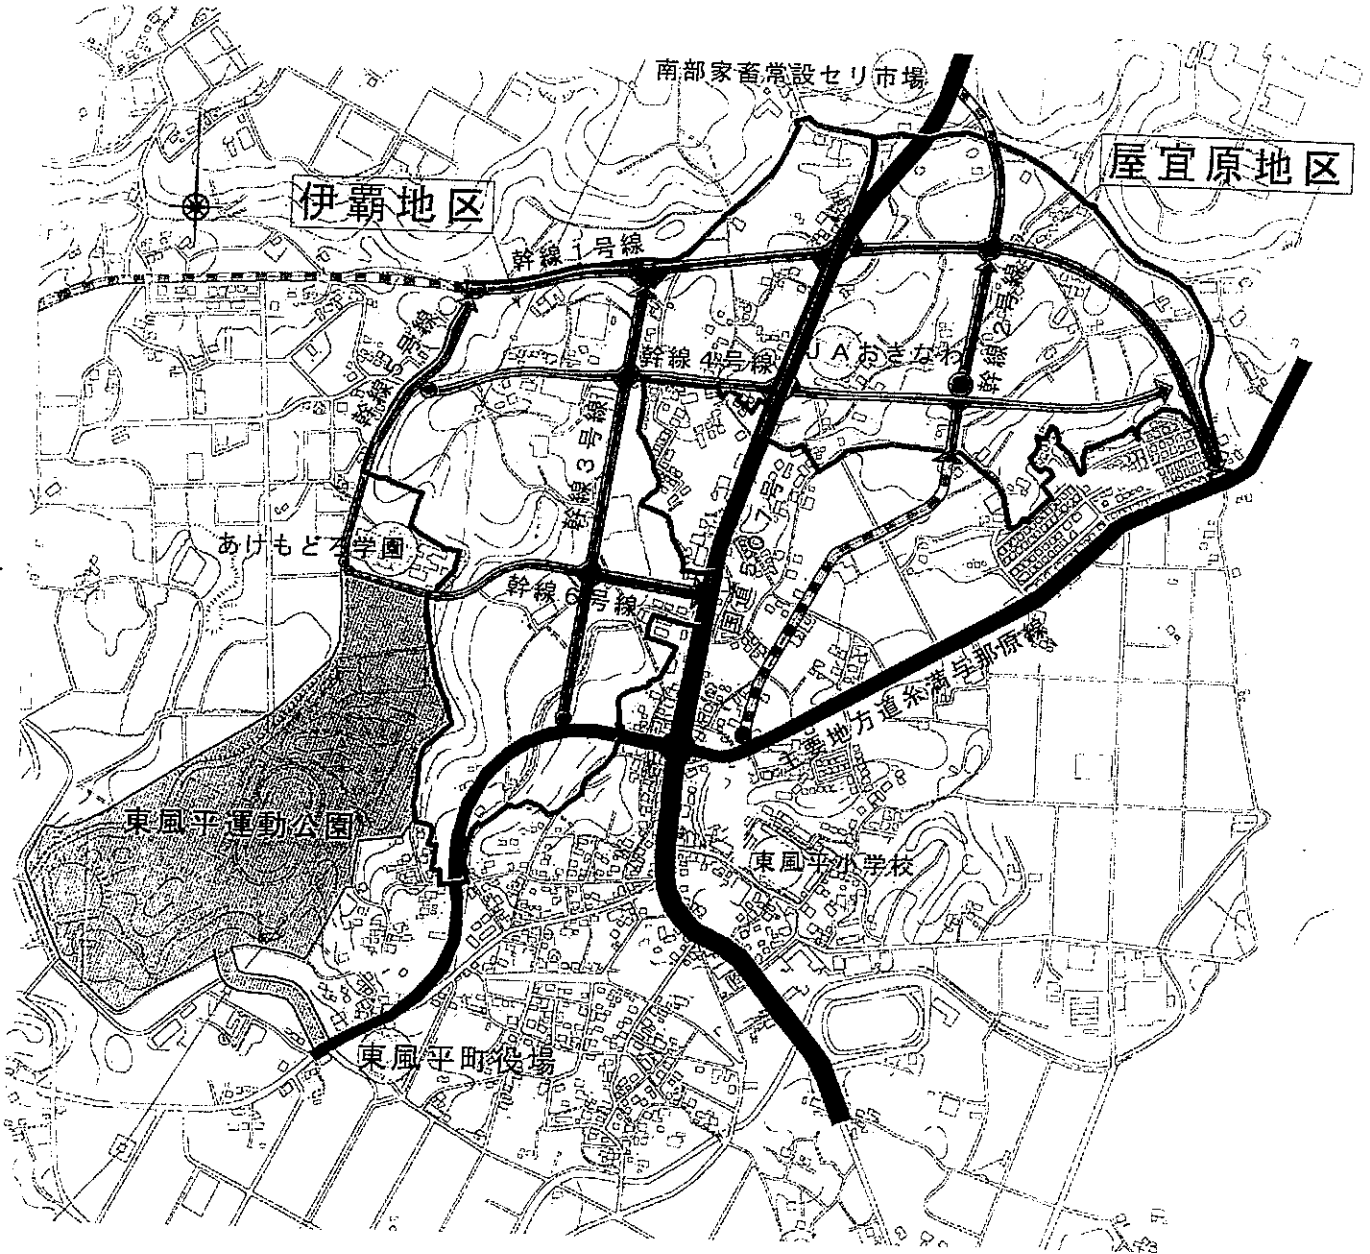 南部家畜常設セリ市場
屋宜原地区
伊覇地区
幹線1号線
幹線2号線
幹線5号線
幹線4号線
JAおきなわ
幹線3号線
国道507号
あけもどろ学園
幹線6号線
主要地方道糸満与那原線
東風平運動公園
東風平小学校
東風平町役場